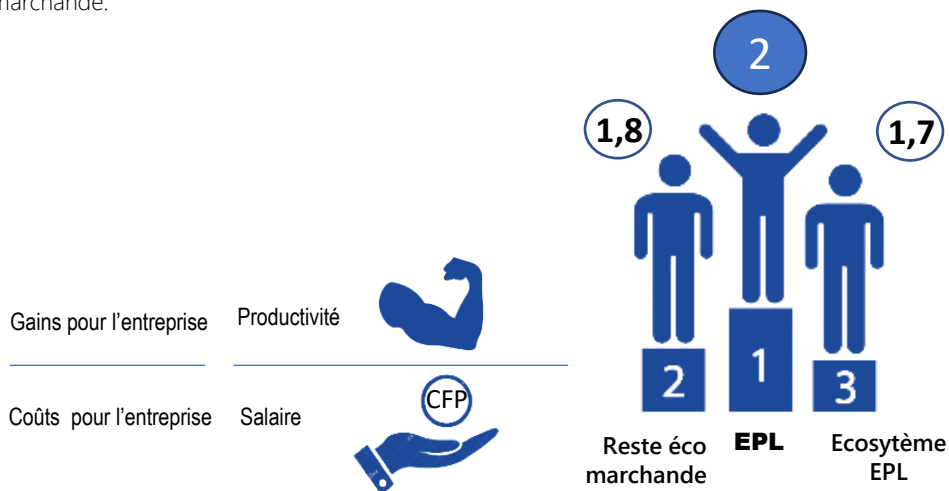 marchande.
2
1,8
1,7
Gains pour l'entreprise
Productivité
Coûts pour l'entreprise
Salaire
CFP
2
1
3
Reste éco
marchande
EPL
Ecosytème
EPL